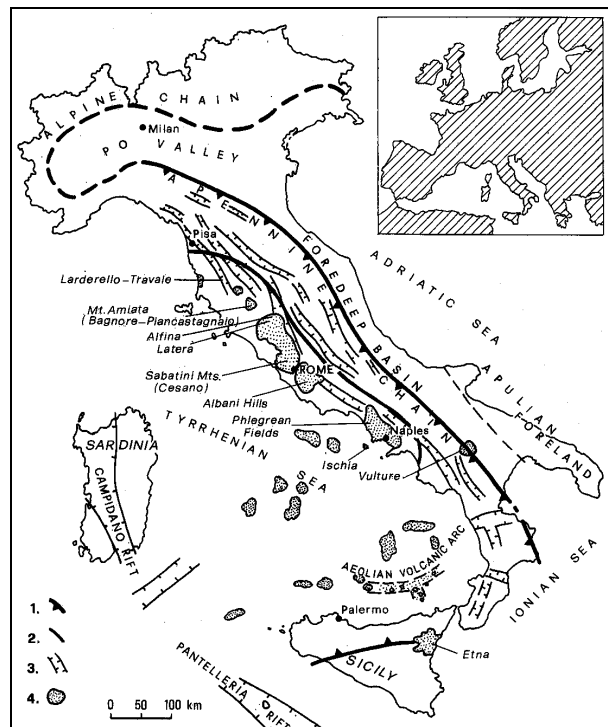 ALPINE CHAIN
Milan
PO VALLEY
APENNINE CHAIN
FOREDEEP BASIN
ADRIATIC SEA
APULIAN
FORELAND
Pisa
Larderello-Travale
Mt. Amiata
(Bagnore-Piancastagnaio)
Alfina
Latera
Sabatini Mts.
(Cesano)
ROME
Albani Hills
Phlegrean
Fields
Naples
Ischia
Vulture
TYRRHENIAN
SEA
SARDINIA
CAMPIDANO RIFT
AEOLIAN VOLCANIC ARC
IONIAN SEA
Palermo
Etna
SICILY
PANTELLERIA
RIFT
1.
2.
3.
4.
0 50 100 km